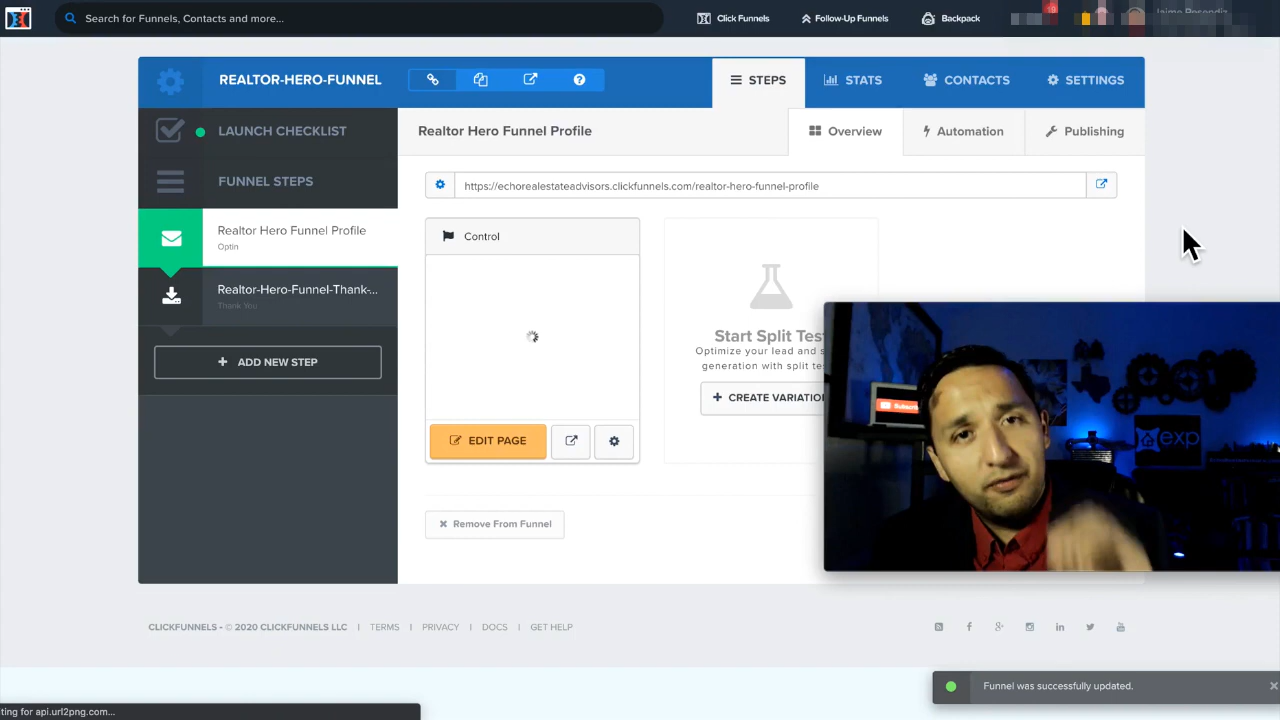 Search for Funnels, Contacts and more...
Click Funnels
Follow-Up Funnels
Backpack
19
REALTOR-HERO-FUNNEL
STEPS
STATS
CONTACTS
SETTINGS
LAUNCH CHECKLIST
Realtor Hero Funnel Profile
Overview
Automation
Publishing
FUNNEL STEPS
https://echorealestateadvisors.clickfunnels.com/realtor-hero-funnel-profile
Realtor Hero Funnel Profile
Optin
Control
Realtor-Hero-Funnel-Thank-...
Thank You
Start Split Tes
Optimize your lead and s
generation with split te
ADD NEW STEP
CREATE VARIATION
EDIT PAGE
exp
Remove From Funnel
CLICKFUNNELS - © 2020 CLICKFUNNELS LLC
TERMS
PRIVACY
DOCS
GET HELP
Funnel was successfully updated.
ting for api.url2png.com...